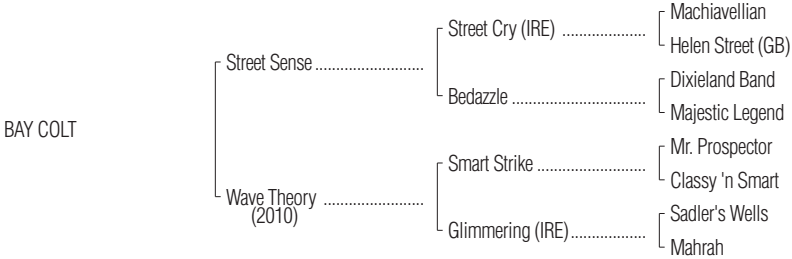 BAY COLT
Street Sense ..........................
Wave Theory ........................
(2010)
Street Cry (IRE) ....................
Bedazzle ................................
Smart Strike ..........................
Glimmering (IRE)..................
Machiavellian
Helen Street (GB)
Dixieland Band
Majestic Legend
Mr. Prospector
Classy 'n Smart
Sadler's Wells
Mahrah